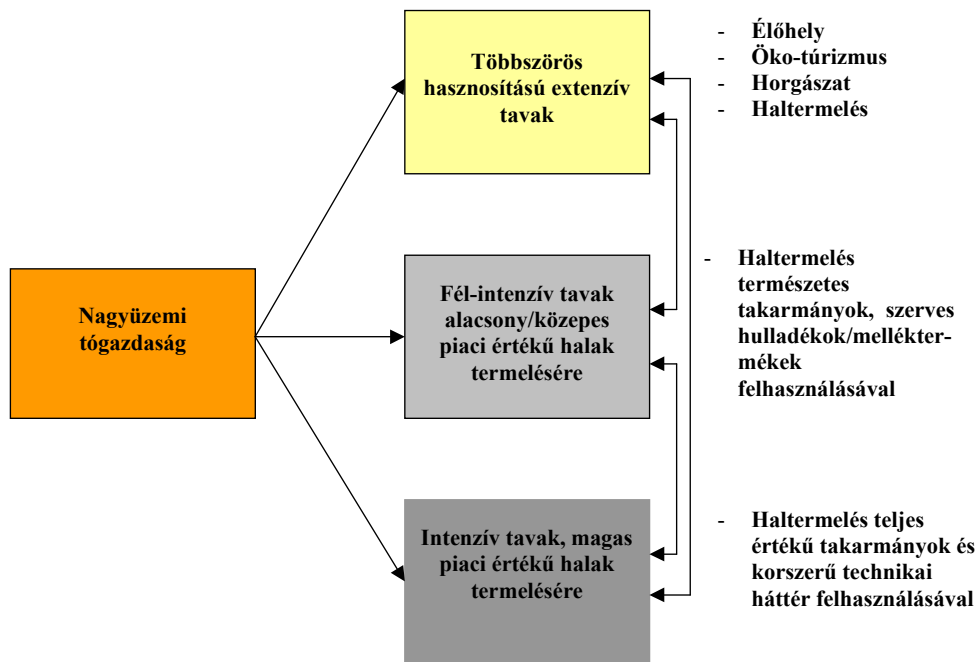 Többszörös
hasznosítású extenzív
tavak
- Élőhely
- Öko-túrizmus
- Horgászat
- Haltermelés
Nagyüzemi
tógazdaság
Fél-intenzív tavak
alacsony/közepes
piaci értékű halak
termelésére
- Haltermelés
természetes
takarmányok, szerves
hulladékok/mellékter-
mékek
felhasználásával
Intenzív tavak, magas
piaci értékű halak
termelésére
- Haltermelés teljes
értékű takarmányok és
korszerű technikai
háttér felhasználásával